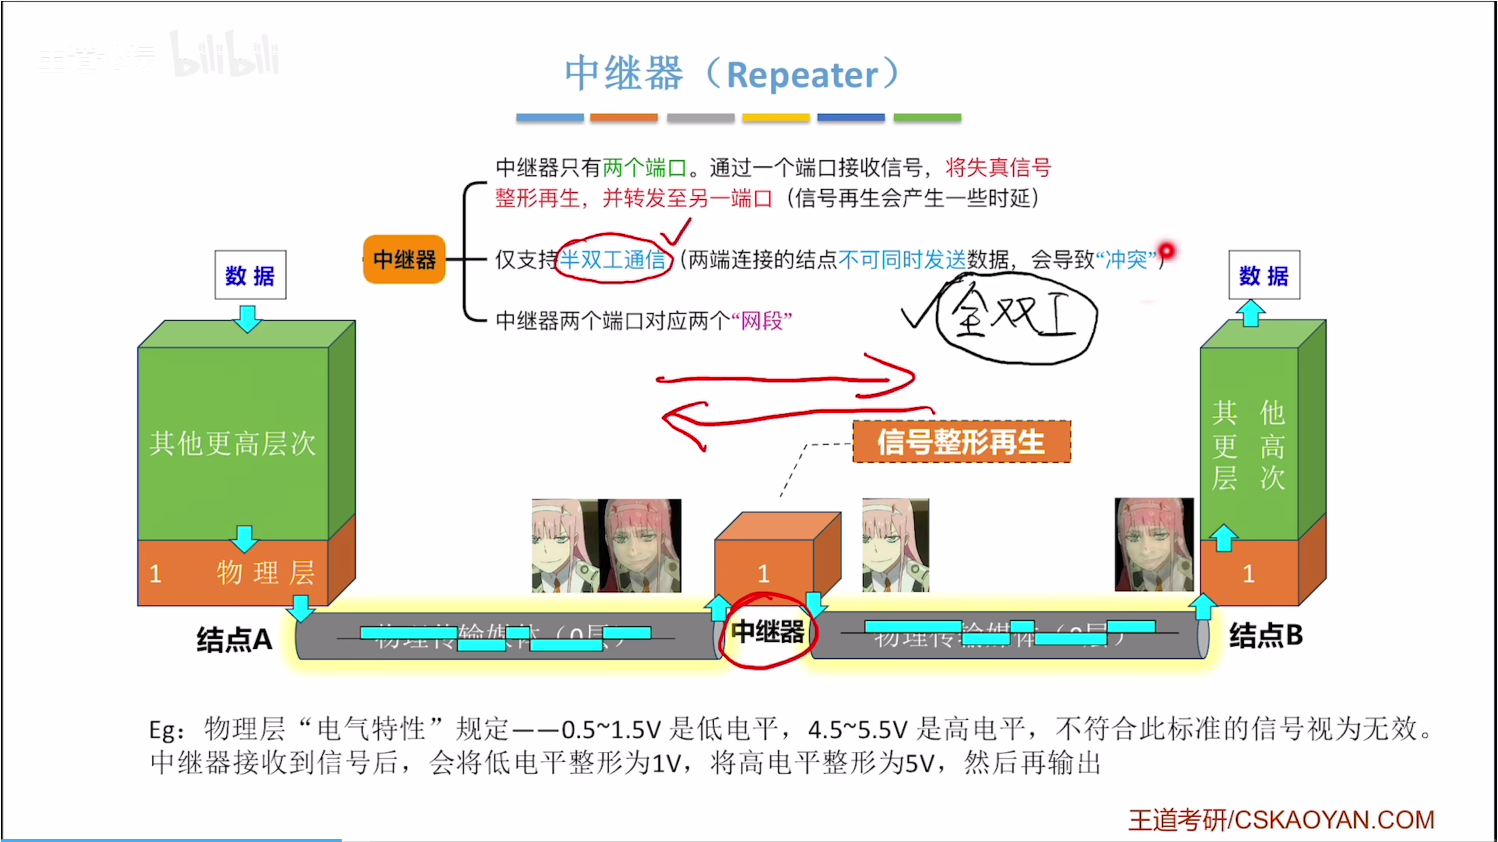 bilibili
中继器（Repeater）
中继器只有两个端口。通过一个端口接收信号，将失真信号
整形再生，并转发至另一端口（信号再生会产生一些时延）
中继器
仅支持半双工通信（两端连接的结点不可同时发送数据，会导致“冲突”）
全双工
中继器两个端口对应两个“网段”
数据
数据
其他更高层次
信号整形再生
其他
更高
层次
1 物理层
1
1
结点A
物理传输媒体（0层）
中继器
物理传输媒体（0层）
结点B
Eg：物理层“电气特性”规定——0.5~1.5V 是低电平，4.5~5.5V 是高电平，不符合此标准的信号视为无效。
中继器接收到信号后，会将低电平整形为1V，将高电平整形为5V，然后再输出
王道考研/CSKAOYAN.COM